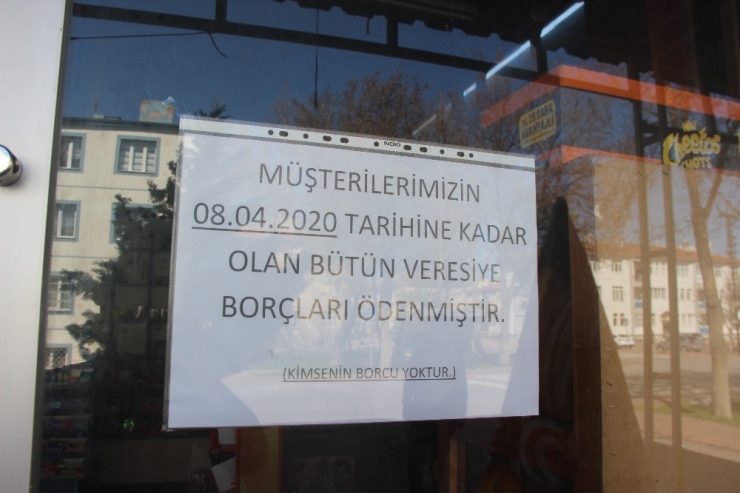 MÜŞTERİLERİMİZİN
08.04.2020 TARİHİNE KADAR
OLAN BÜTÜN VERESİYE
BORÇLARI ÖDENMİŞTİR.
(KİMSENİN BORCU YOKTUR.)
Cheetos